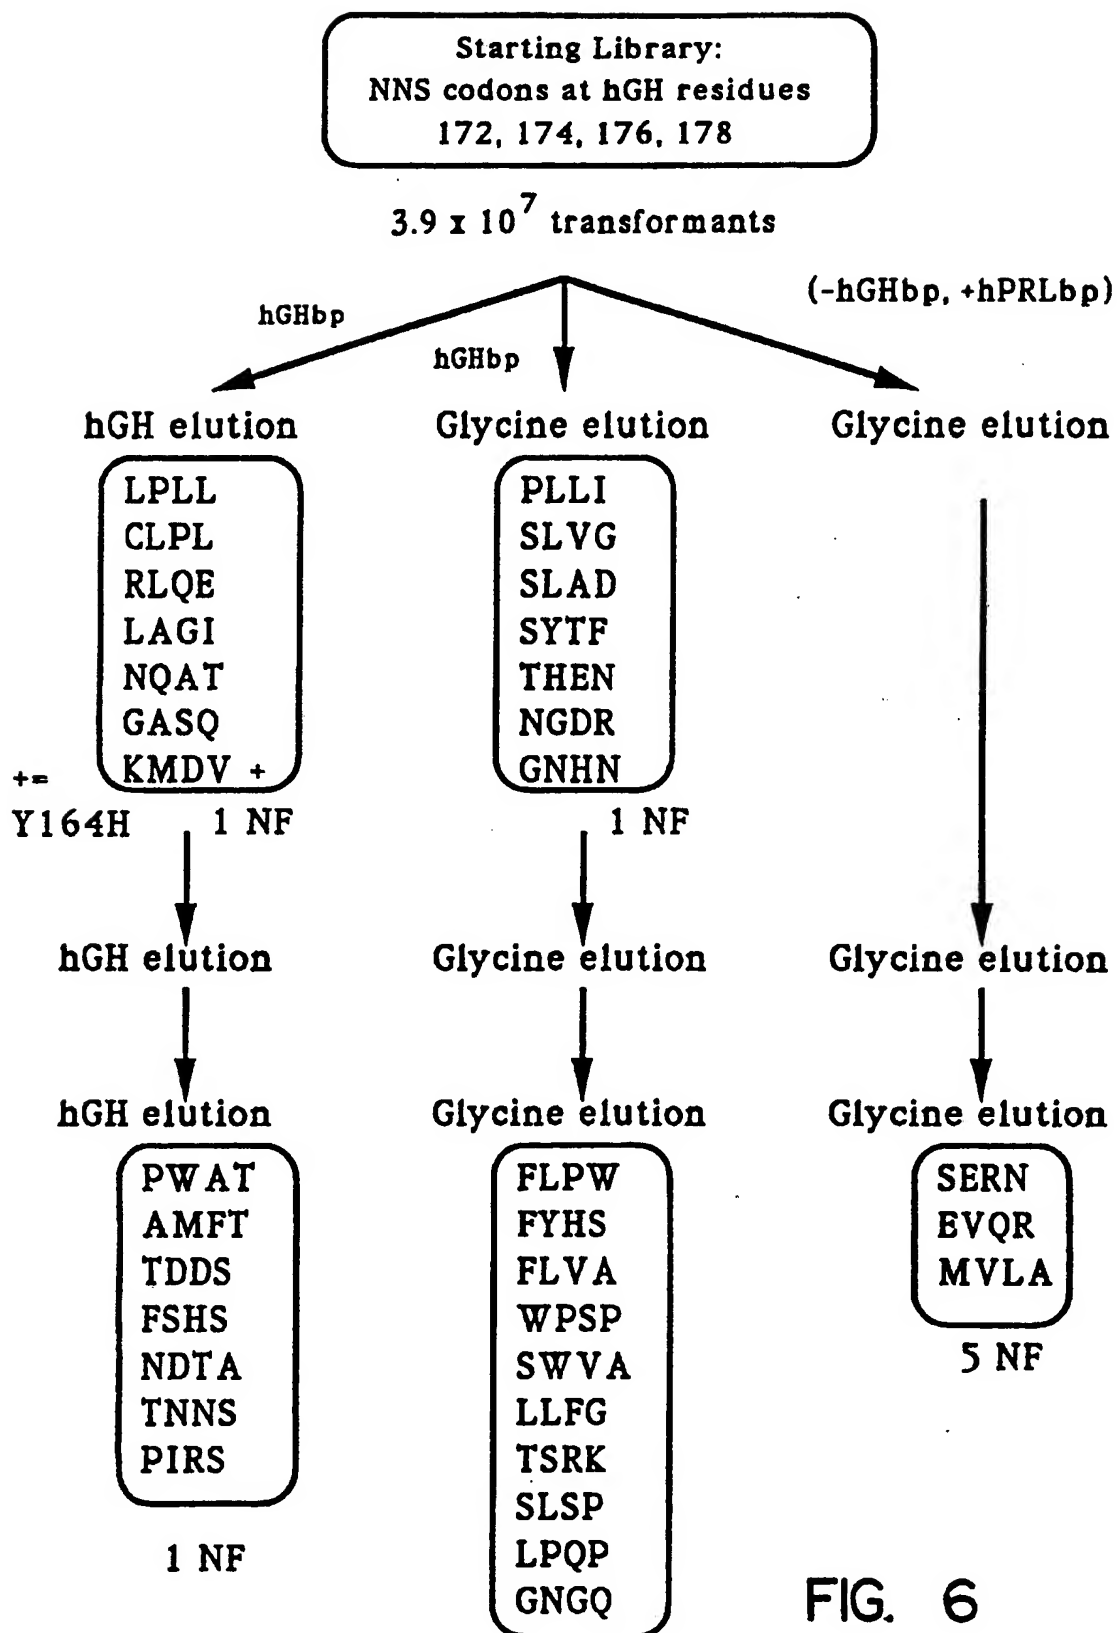 Starting Library:
NNS codons at hGH residues
172, 174, 176, 178
3.9 x 10^7 transformants
hGHbp
hGHbp
(-hGHbp, +hPRLbp)
hGH elution
LPLL
CLPL
RLQE
LAGI
NQAT
GASQ
KMDV +
+=
Y164H
1 NF
Glycine elution
PLLI
SLVG
SLAD
SYTF
THEN
NGDR
GNHN
1 NF
Glycine elution
hGH elution
Glycine elution
Glycine elution
hGH elution
PWAT
AMFT
TDDS
FSHS
NDTA
TNNS
PIRS
1 NF
Glycine elution
FLPW
FYHS
FLVA
WPSP
SWVA
LLFG
TSRK
SLSP
LPQP
GNGQ
Glycine elution
SERN
EVQR
MVLA
5 NF
FIG. 6